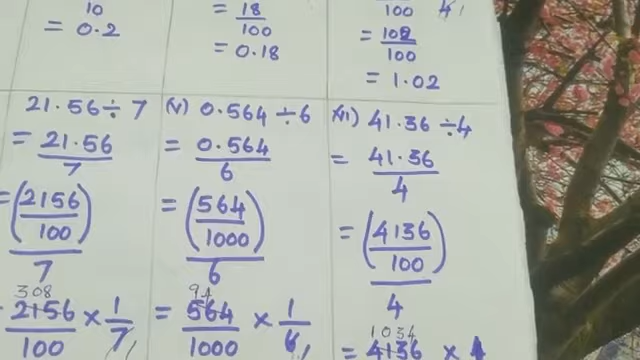 10
= 0.2
= 18/100
= 0.18
100 4
= 102/100
= 1.02
21.56 ÷ 7
= 21.56/7
= (2156/100)/7
308
2156/100 × 1/7
(v) 0.564 ÷ 6
= 0.564/6
= (564/1000)/6
94
= 564/1000 × 1/6
vi) 41.36 ÷ 4
= 41.36/4
= (4136/100)/4
1034
= 4136 ×